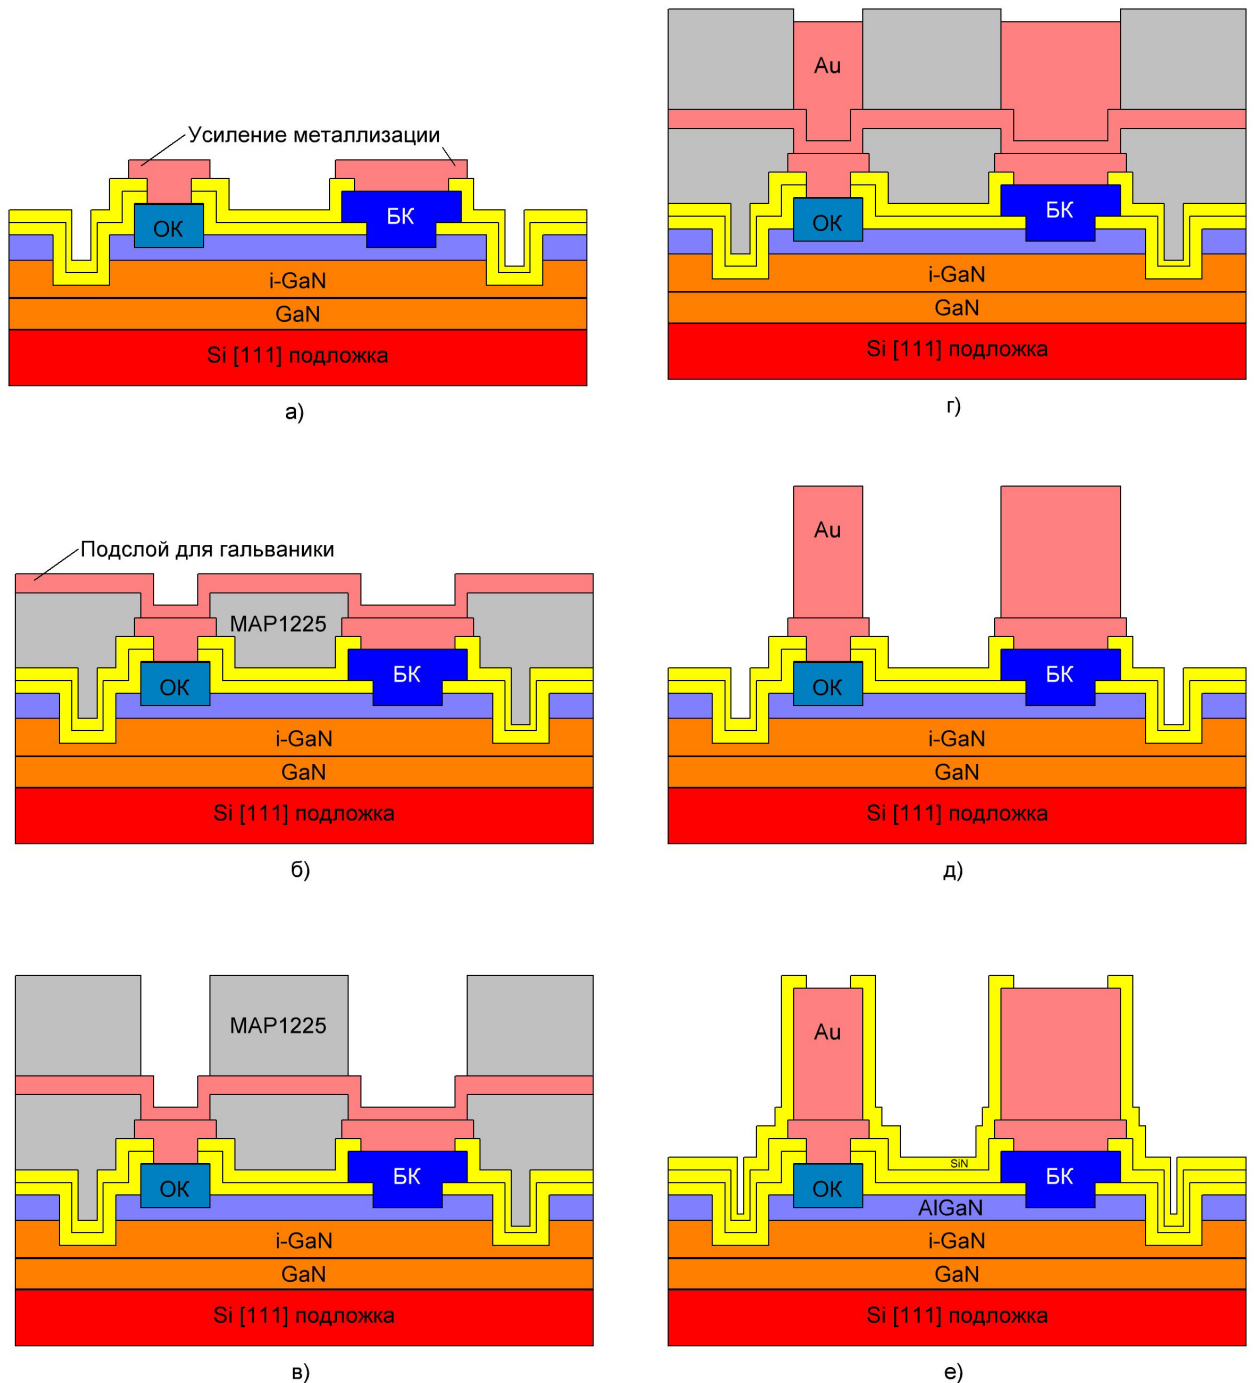 Усиление металлизации
ОК
БК
i-GaN
GaN
Si [111] подложка
а)
Подслой для гальваники
МАР1225
ОК
БК
i-GaN
GaN
Si [111] подложка
б)
МАР1225
ОК
БК
i-GaN
GaN
Si [111] подложка
в)
Au
ОК
БК
i-GaN
GaN
Si [111] подложка
г)
Au
ОК
БК
i-GaN
GaN
Si [111] подложка
д)
Au
SiN
ОК
БК
AlGaN
i-GaN
GaN
Si [111] подложка
е)